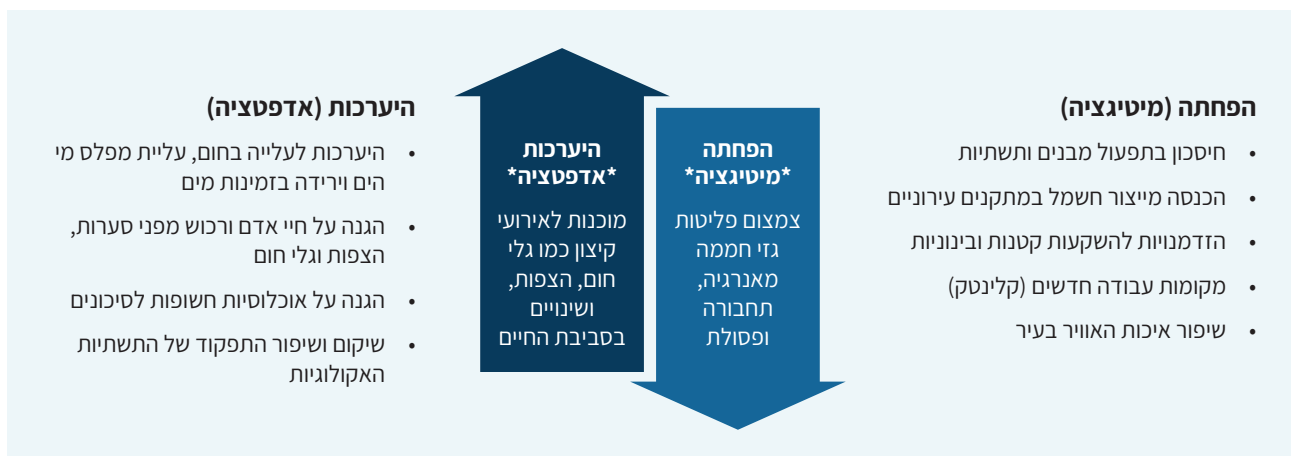 הפחתה (מיטיגציה)
• חיסכון בתפעול מבנים ותשתיות
• הכנסה מייצור חשמל במתקנים עירוניים
• הזדמנויות להשקעות קטנות ובינוניות
• מקומות עבודה חדשים (קלינטק)
• שיפור איכות האוויר בעיר
הפחתה
*מיטיגציה*
צמצום פליטות
גזי חממה
מאנרגיה,
תחבורה
ופסולת
היערכות
*אדפטציה*
מוכנות לאירועי
קיצון כמו גלי
חום, הצפות,
ושינויים
בסביבת החיים
היערכות (אדפטציה)
• היערכות לעלייה בחום, עליית מפלס מי
הים וירידה בזמינות מים
• הגנה על חיי אדם ורכוש מפני סערות,
הצפות וגלי חום
• הגנה על אוכלוסיות חשופות לסיכונים
• שיקום ושיפור התפקוד של התשתיות
האקולוגיות